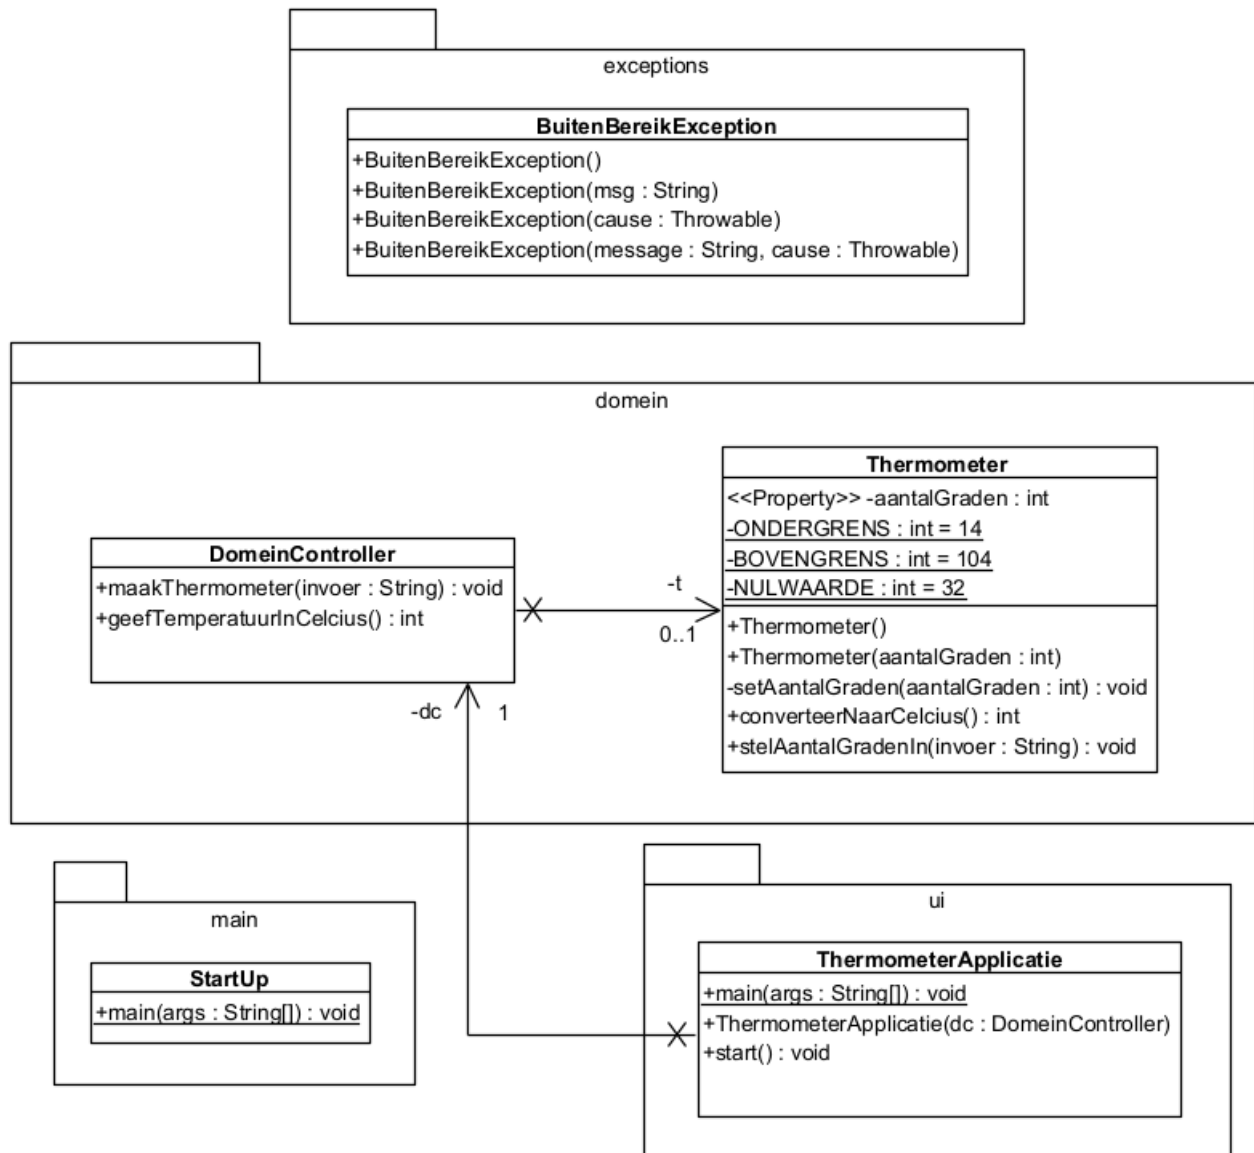 exceptions
BuitenBereikException
+BuitenBereikException()
+BuitenBereikException(msg : String)
+BuitenBereikException(cause : Throwable)
+BuitenBereikException(message : String, cause : Throwable)
domein
Thermometer
<<Property>> -aantalGraden : int
-ONDERGRENS : int = 14
-BOVENGRENS : int = 104
-NULWAARDE : int = 32
+Thermometer()
+Thermometer(aantalGraden : int)
-setAantalGraden(aantalGraden : int) : void
+converteerNaarCelcius() : int
+stelAantalGradenIn(invoer : String) : void
DomeinController
+maakThermometer(invoer : String) : void
+geefTemperatuurInCelcius() : int
-t
0..1
-dc
1
main
StartUp
+main(args : String[]) : void
ui
ThermometerApplicatie
+main(args : String[]) : void
+ThermometerApplicatie(dc : DomeinController)
+start() : void